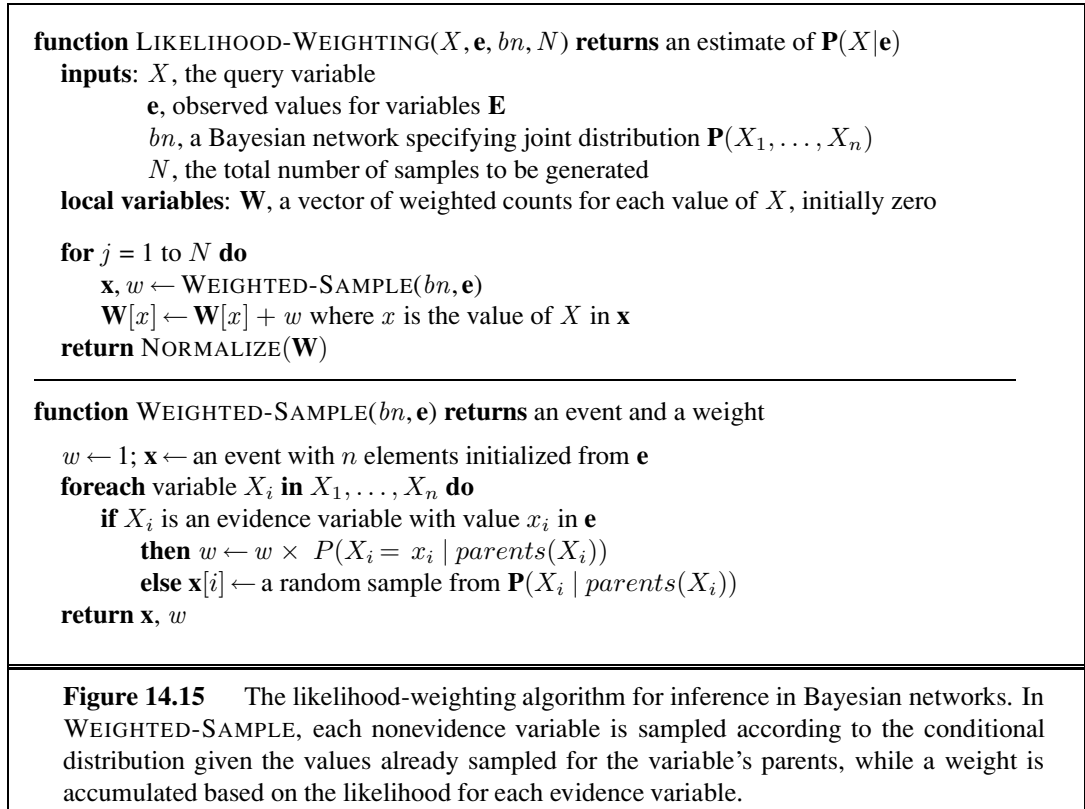 function LIKELIHOOD-WEIGHTING(X, e, bn, N) returns an estimate of P(X|e)
inputs: X, the query variable
e, observed values for variables E
bn, a Bayesian network specifying joint distribution P(X₁, . . . , Xₙ)
N, the total number of samples to be generated
local variables: W, a vector of weighted counts for each value of X, initially zero
for j = 1 to N do
x, w ← WEIGHTED-SAMPLE(bn, e)
W[x] ← W[x] + w where x is the value of X in x
return NORMALIZE(W)
function WEIGHTED-SAMPLE(bn, e) returns an event and a weight
w ← 1; x ← an event with n elements initialized from e
foreach variable Xᵢ in X₁, . . . , Xₙ do
if Xᵢ is an evidence variable with value xᵢ in e
then w ← w × P(Xᵢ = xᵢ | parents(Xᵢ))
else x[i] ← a random sample from P(Xᵢ | parents(Xᵢ))
return x, w
Figure 14.15 The likelihood-weighting algorithm for inference in Bayesian networks. In
WEIGHTED-SAMPLE, each nonevidence variable is sampled according to the conditional
distribution given the values already sampled for the variable's parents, while a weight is
accumulated based on the likelihood for each evidence variable.